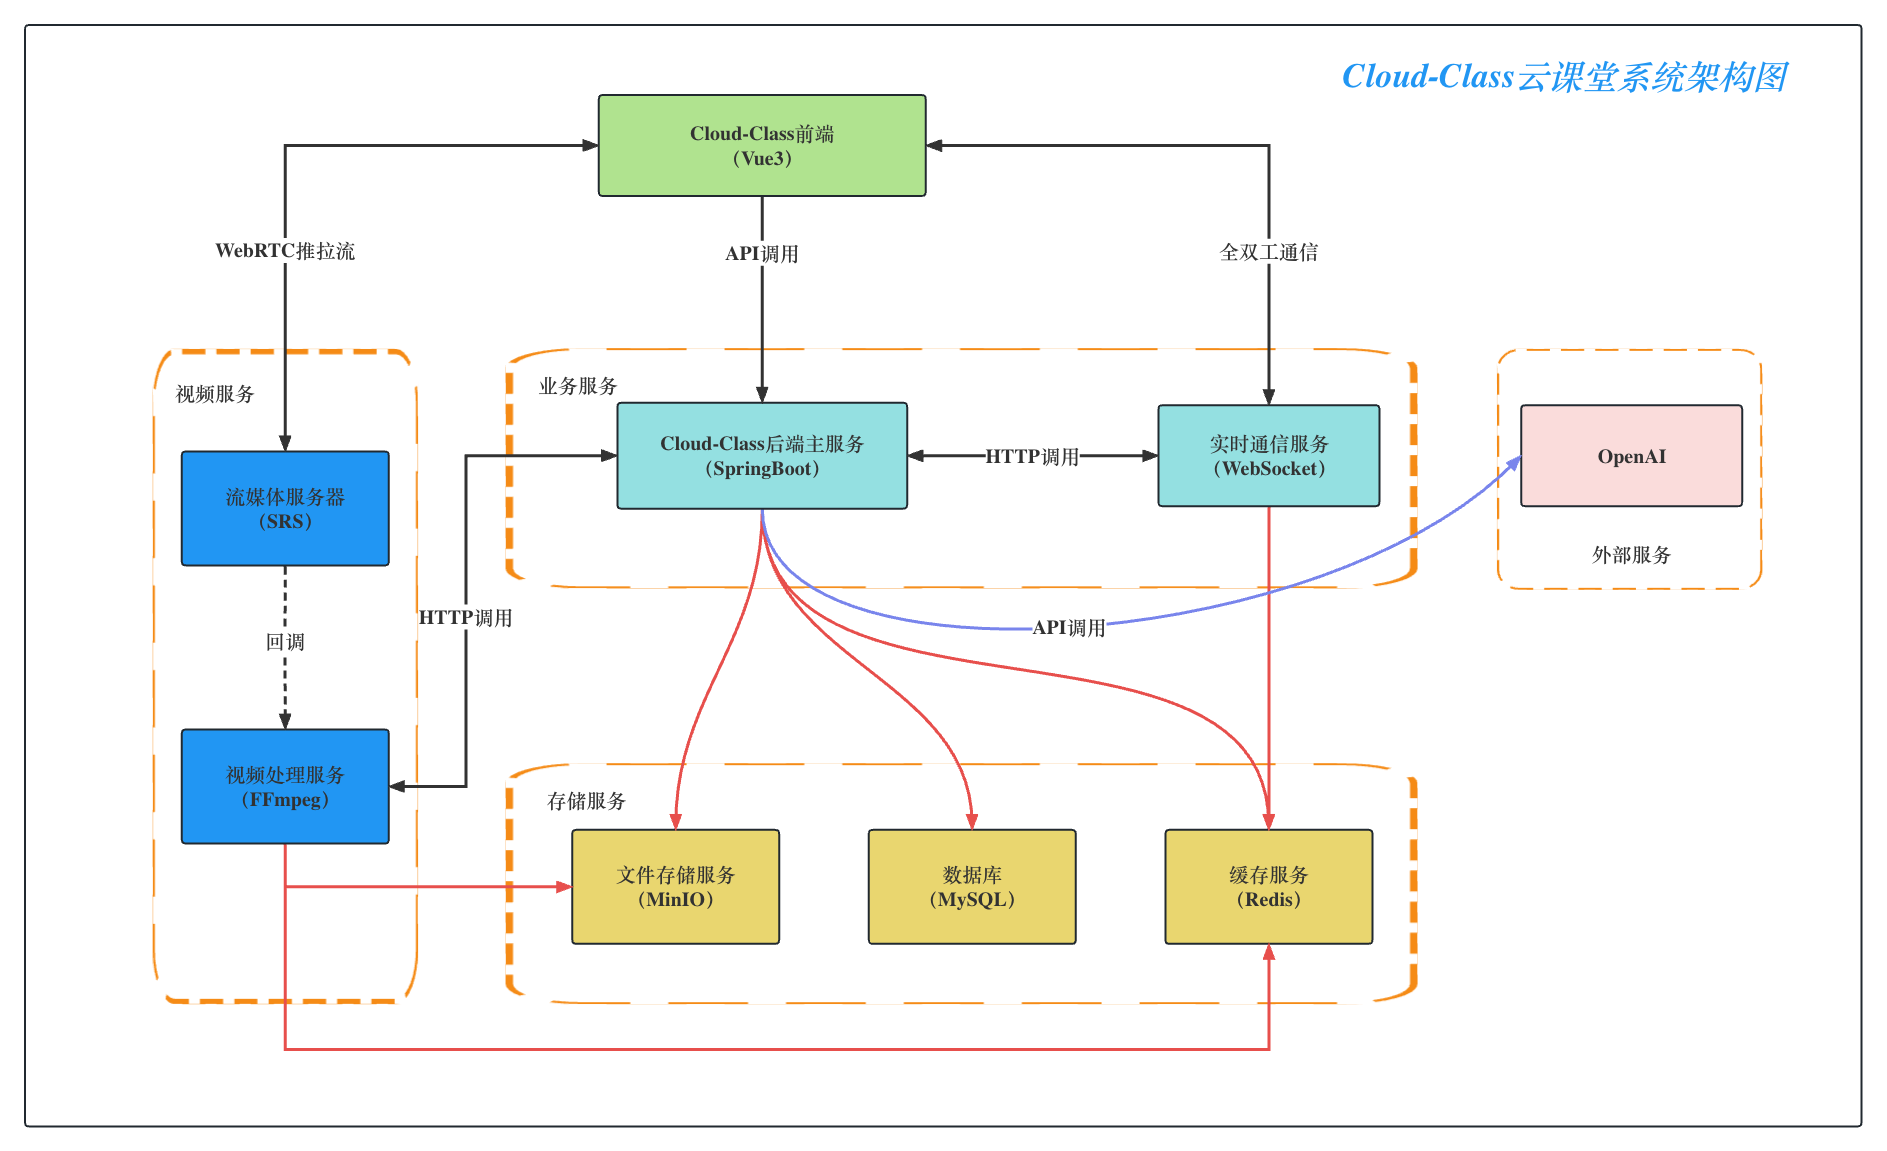 Cloud-Class云课堂系统架构图
Cloud-Class前端
（Vue3）
WebRTC推拉流
API调用
全双工通信
视频服务
业务服务
流媒体服务器
（SRS）
Cloud-Class后端主服务
（SpringBoot）
HTTP调用
实时通信服务
（WebSocket）
OpenAI
外部服务
回调
HTTP调用
API调用
视频处理服务
（FFmpeg）
存储服务
文件存储服务
（MinIO）
数据库
（MySQL）
缓存服务
（Redis）